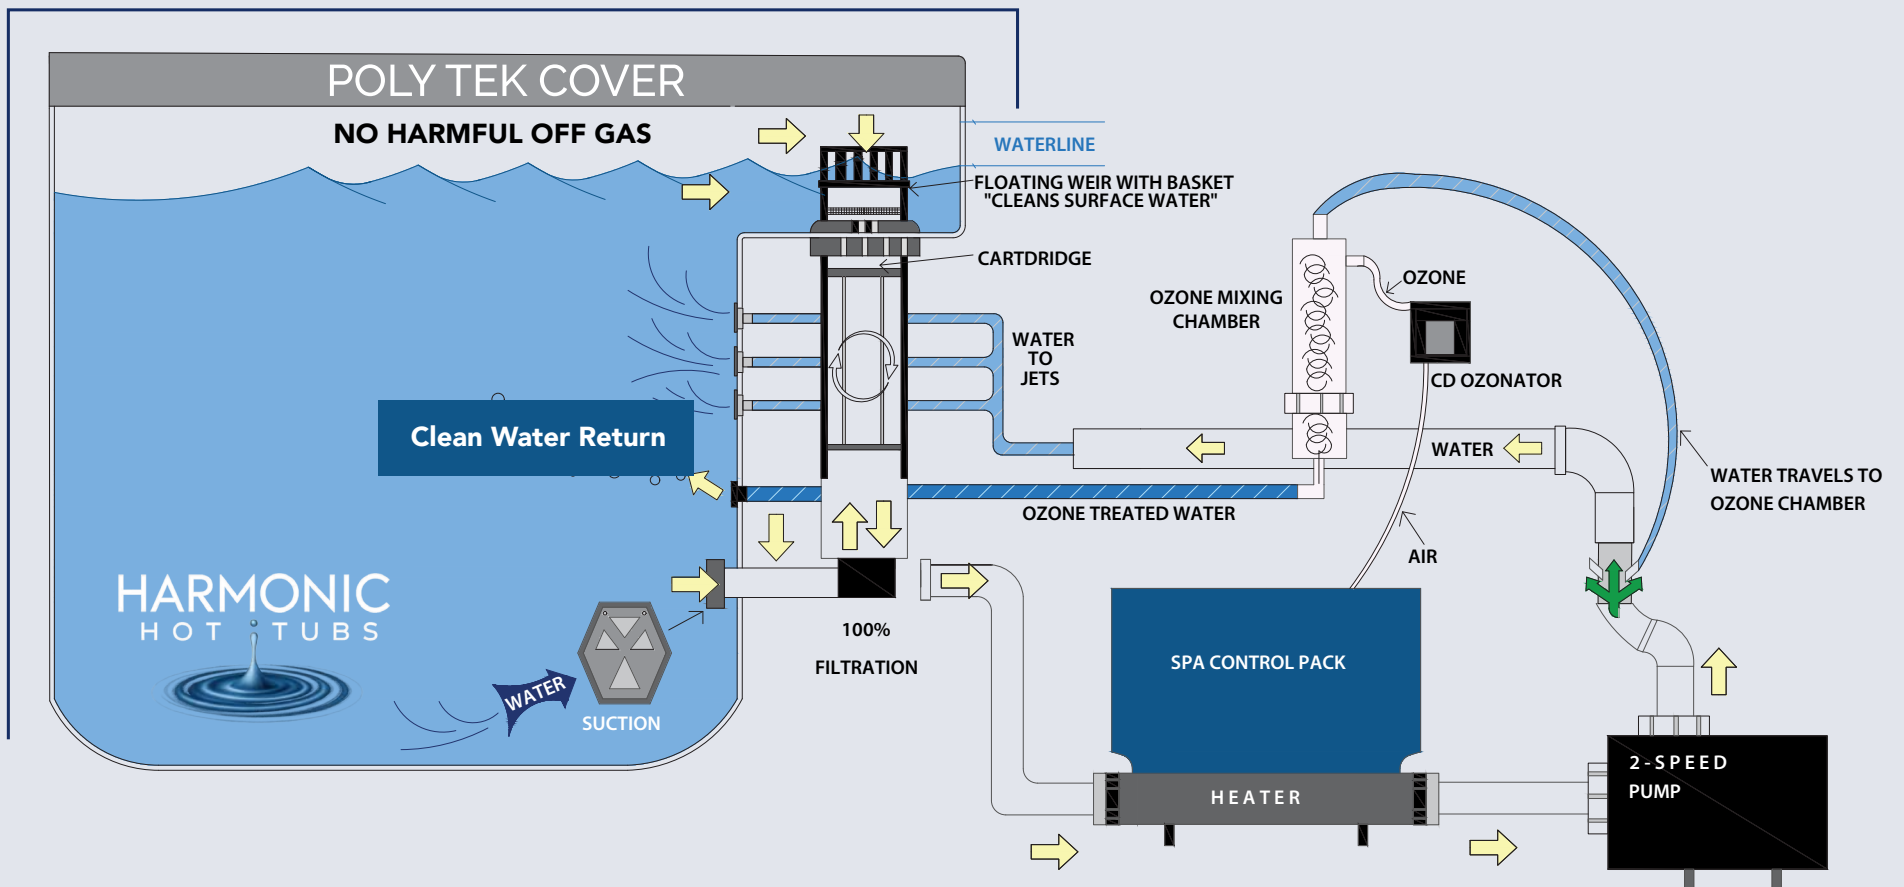 POLY TEK COVER
NO HARMFUL OFF GAS
WATERLINE
FLOATING WEIR WITH BASKET
"CLEANS SURFACE WATER"
CARTDRIDGE
OZONE MIXING
CHAMBER
OZONE
CD OZONATOR
WATER
TO
JETS
Clean Water Return
WATER
WATER TRAVELS TO
OZONE CHAMBER
OZONE TREATED WATER
AIR
HARMONIC
HOT TUBS
WATER
SUCTION
100%
FILTRATION
SPA CONTROL PACK
HEATER
2-SPEED
PUMP